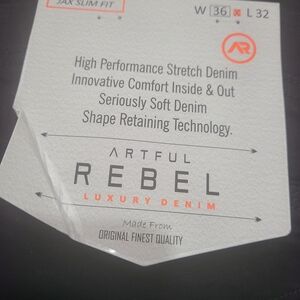 JAX SLIM FIT
W 36 X L 32
AR
High Performance Stretch Denim
Innovative Comfort Inside & Out
Seriously Soft Denim
Shape Retaining Technology.
ARTFUL
REBEL
LUXURY DENIM
Made From
ORIGINAL FINEST QUALITY